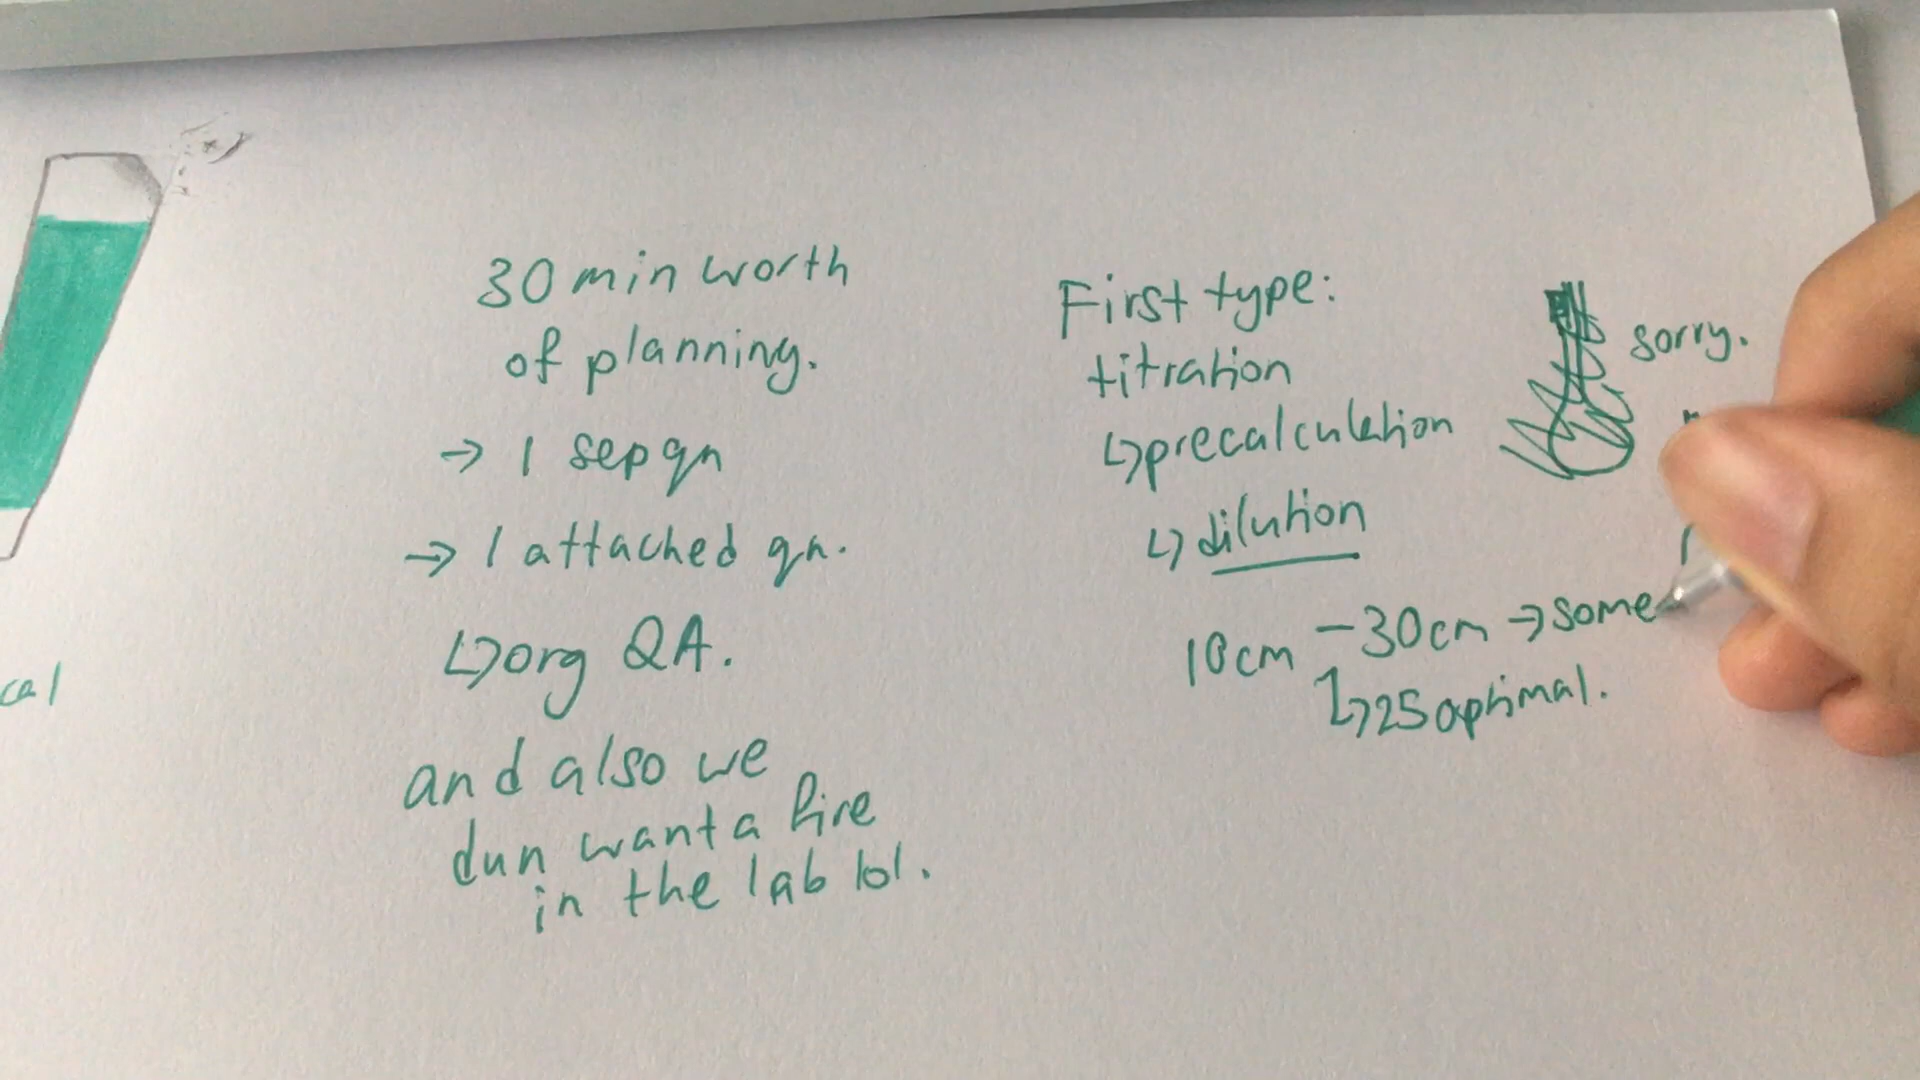 cal
30 min worth
of planning.
→ 1 sep qn
→ 1 attached qn.
↳ org QA.
and also we
dun want a fire
in the lab lol.
First type:
titration
↳ precalculation
↳ dilution
10cm - 30cm → some
↳ 25 optimal.
sorry.